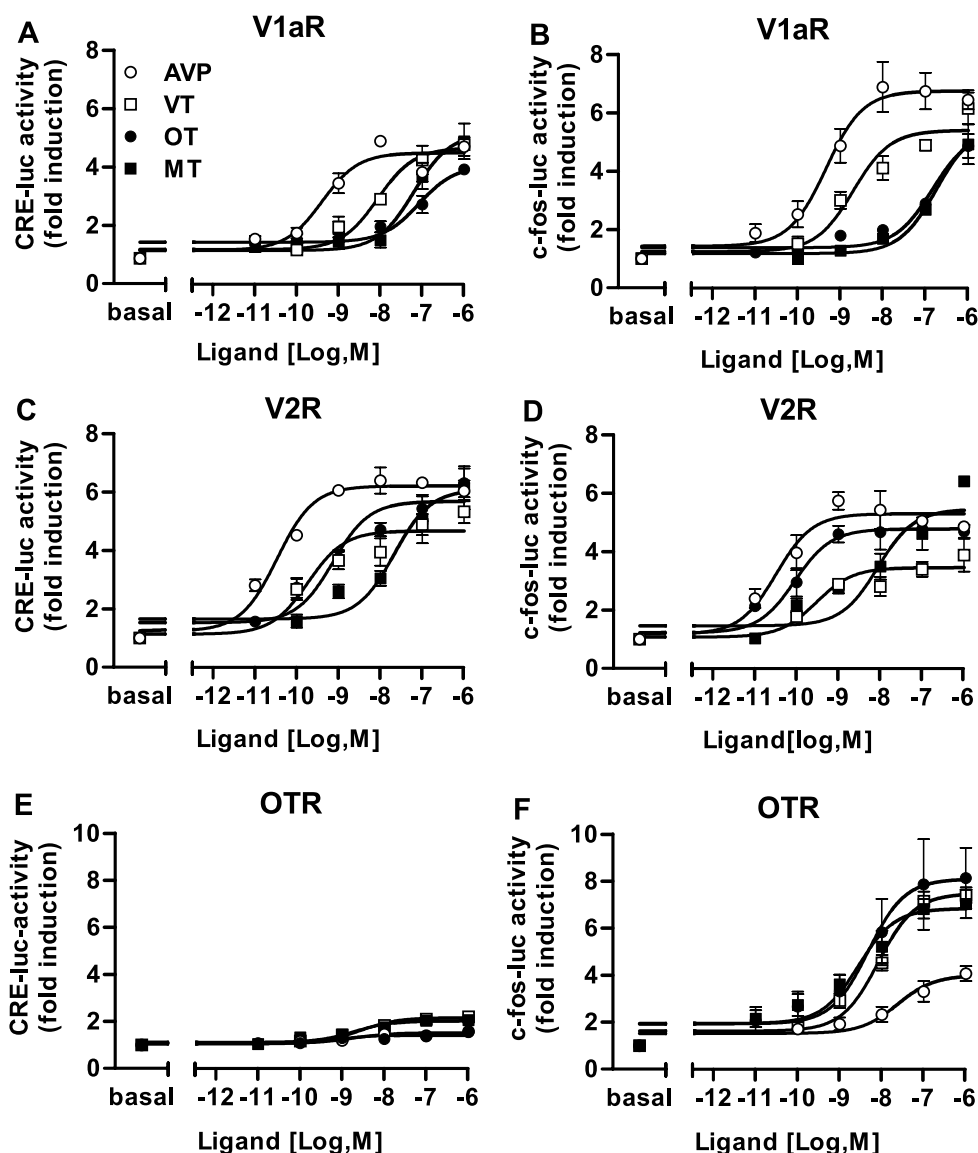 A
V1aR
CRE-luc activity
(fold induction)
8
6
4
2
0
AVP
VT
OT
MT
basal -12 -11 -10 -9 -8 -7 -6
Ligand [Log,M]
B
V1aR
c-fos-luc activity
(fold induction)
8
6
4
2
0
basal -12 -11 -10 -9 -8 -7 -6
Ligand [Log,M]
C
V2R
CRE-luc activity
(fold induction)
8
6
4
2
0
basal -12 -11 -10 -9 -8 -7 -6
Ligand [Log,M]
D
V2R
c-fos-luc activity
(fold induction)
8
6
4
2
0
basal -12 -11 -10 -9 -8 -7 -6
Ligand[log,M]
E
OTR
CRE-luc-activity
(fold induction)
10
8
6
4
2
0
basal -12 -11 -10 -9 -8 -7 -6
Ligand [Log,M]
F
OTR
c-fos-luc activity
(fold induction)
10
8
6
4
2
0
basal -12 -11 -10 -9 -8 -7 -6
Ligand [Log,M]